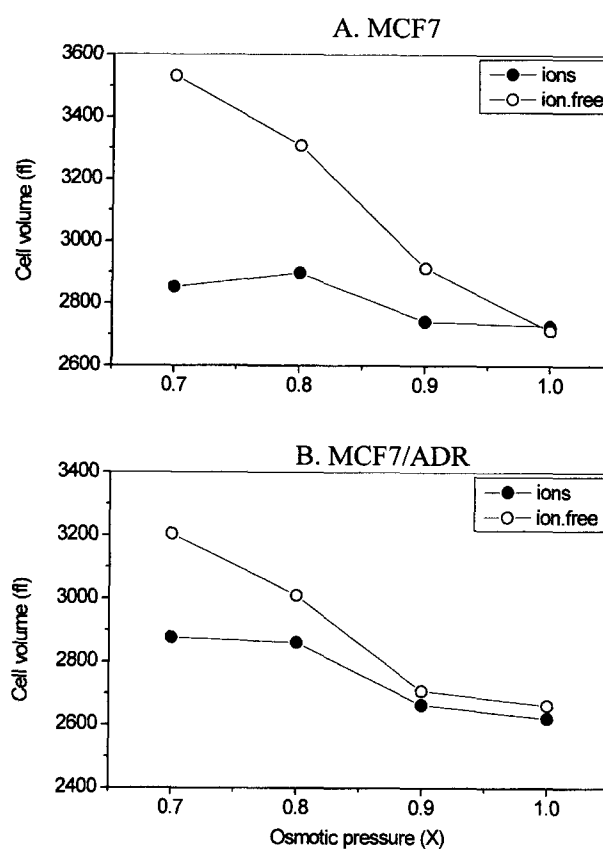 A. MCF7
3600
3400
3200
3000
2800
2600
Cell volume (fl)
ions
ion.free
0.7
0.8
0.9
1.0
B. MCF7/ADR
3400
3200
3000
2800
2600
2400
Cell volume (fl)
ions
ion.free
0.7
0.8
0.9
1.0
Osmotic pressure (X)